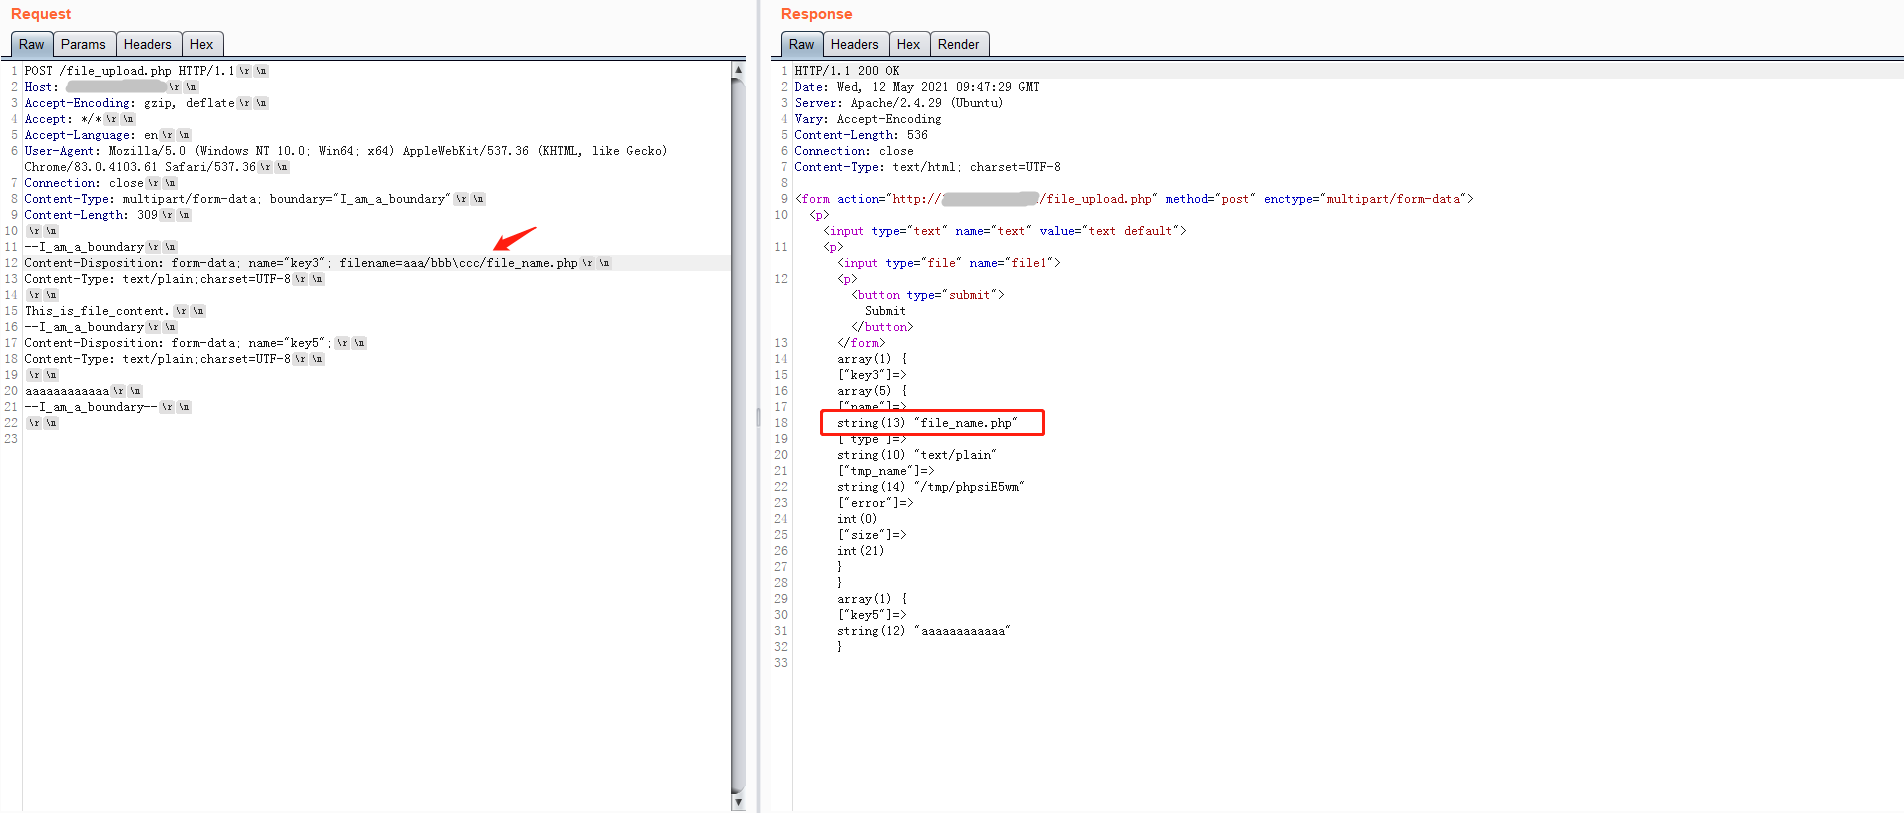 Request
Raw Params Headers Hex
1 POST /file_upload.php HTTP/1.1 \r \n
2 Host: \r \n
3 Accept-Encoding: gzip, deflate \r \n
4 Accept: */* \r \n
5 Accept-Language: en \r \n
6 User-Agent: Mozilla/5.0 (Windows NT 10.0; Win64; x64) AppleWebKit/537.36 (KHTML, like Gecko)
Chrome/83.0.4103.61 Safari/537.36 \r \n
7 Connection: close \r \n
8 Content-Type: multipart/form-data; boundary="I_am_a_boundary" \r \n
9 Content-Length: 309 \r \n
10 \r \n
11 --I_am_a_boundary \r \n
12 Content-Disposition: form-data; name="key3"; filename=aaa/bbb\ccc/file_name.php \r \n
13 Content-Type: text/plain;charset=UTF-8 \r \n
14 \r \n
15 This_is_file_content. \r \n
16 --I_am_a_boundary \r \n
17 Content-Disposition: form-data; name="key5"; \r \n
18 Content-Type: text/plain;charset=UTF-8 \r \n
19 \r \n
20 aaaaaaaaaaaa \r \n
21 --I_am_a_boundary-- \r \n
22 \r \n
23
Response
Raw Headers Hex Render
1 HTTP/1.1 200 OK
2 Date: Wed, 12 May 2021 09:47:29 GMT
3 Server: Apache/2.4.29 (Ubuntu)
4 Vary: Accept-Encoding
5 Content-Length: 536
6 Connection: close
7 Content-Type: text/html; charset=UTF-8
8
9 <form action="http:// /file_upload.php" method="post" enctype="multipart/form-data">
10 <p>
<input type="text" name="text" value="text default">
11 <p>
<input type="file" name="file1">
12 <p>
<button type="submit">
Submit
</button>
13 </form>
14 array(1) {
15 ["key3"]=>
16 array(5) {
17 ["name"]=>
18 string(13) "file_name.php"
19 ["type"]=>
20 string(10) "text/plain"
21 ["tmp_name"]=>
22 string(14) "/tmp/phpsiE5wm"
23 ["error"]=>
24 int(0)
25 ["size"]=>
26 int(21)
27 }
28 }
29 array(1) {
30 ["key5"]=>
31 string(12) "aaaaaaaaaaaa"
32 }
33